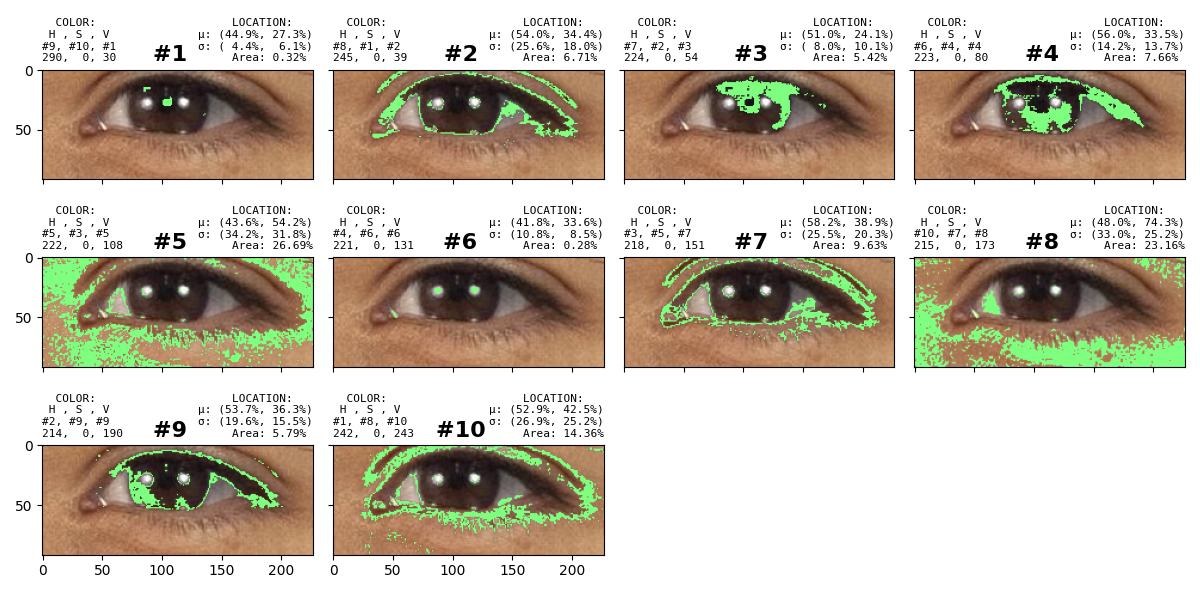 COLOR: LOCATION:
H , S , V μ: (44.9%, 27.3%)
#9, #10, #1 #1 σ: ( 4.4%,  6.1%)
290,  0, 30 Area: 0.32%
COLOR: LOCATION:
H , S , V μ: (54.0%, 34.4%)
#8, #1, #2 #2 σ: (25.6%, 18.0%)
245,  0, 39 Area: 6.71%
COLOR: LOCATION:
H , S , V μ: (51.0%, 24.1%)
#7, #2, #3 #3 σ: ( 8.0%, 10.1%)
224,  0, 54 Area: 5.42%
COLOR: LOCATION:
H , S , V μ: (56.0%, 33.5%)
#6, #4, #4 #4 σ: (14.2%, 13.7%)
223,  0, 80 Area: 7.66%
0
50
COLOR: LOCATION:
H , S , V μ: (43.6%, 54.2%)
#5, #3, #5 #5 σ: (34.2%, 31.8%)
222,  0, 108 Area: 26.69%
COLOR: LOCATION:
H , S , V μ: (41.8%, 33.6%)
#4, #6, #6 #6 σ: (10.8%,  8.5%)
221,  0, 131 Area: 0.28%
COLOR: LOCATION:
H , S , V μ: (58.2%, 38.9%)
#3, #5, #7 #7 σ: (25.5%, 20.3%)
218,  0, 151 Area: 9.63%
COLOR: LOCATION:
H , S , V μ: (48.0%, 74.3%)
#10, #7, #8 #8 σ: (33.0%, 25.2%)
215,  0, 173 Area: 23.16%
0
50
COLOR: LOCATION:
H , S , V μ: (53.7%, 36.3%)
#2, #9, #9 #9 σ: (19.6%, 15.5%)
214,  0, 190 Area: 5.79%
COLOR: LOCATION:
H , S , V μ: (52.9%, 42.5%)
#1, #8, #10 #10 σ: (26.9%, 25.2%)
242,  0, 243 Area: 14.36%
0
50
0 50 100 150 200
0 50 100 150 200